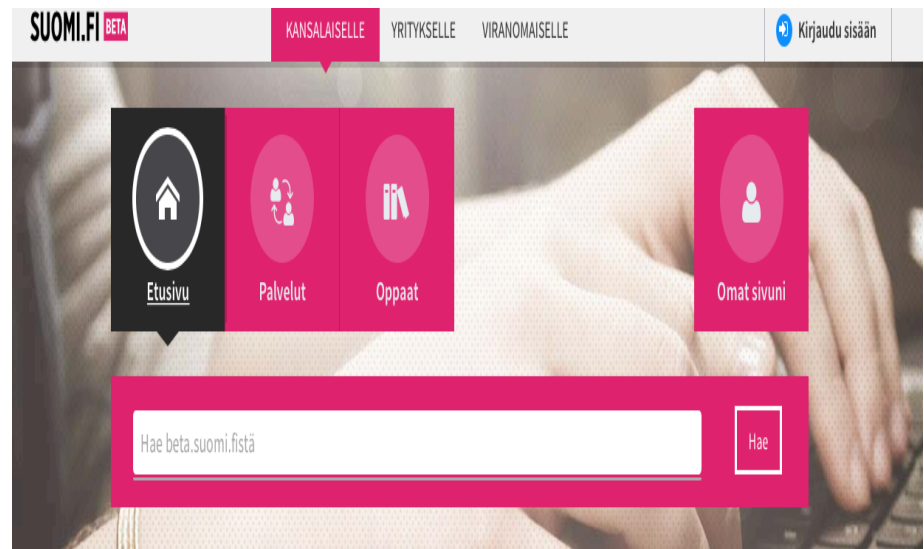 SUOMI.FI BETA
KANSALAISELLE YRITYKSELLE VIRANOMAISELLE
Kirjaudu sisään
Etusivu Palvelut Oppaat Omat sivuni
Hae beta.suomi.fistä Hae